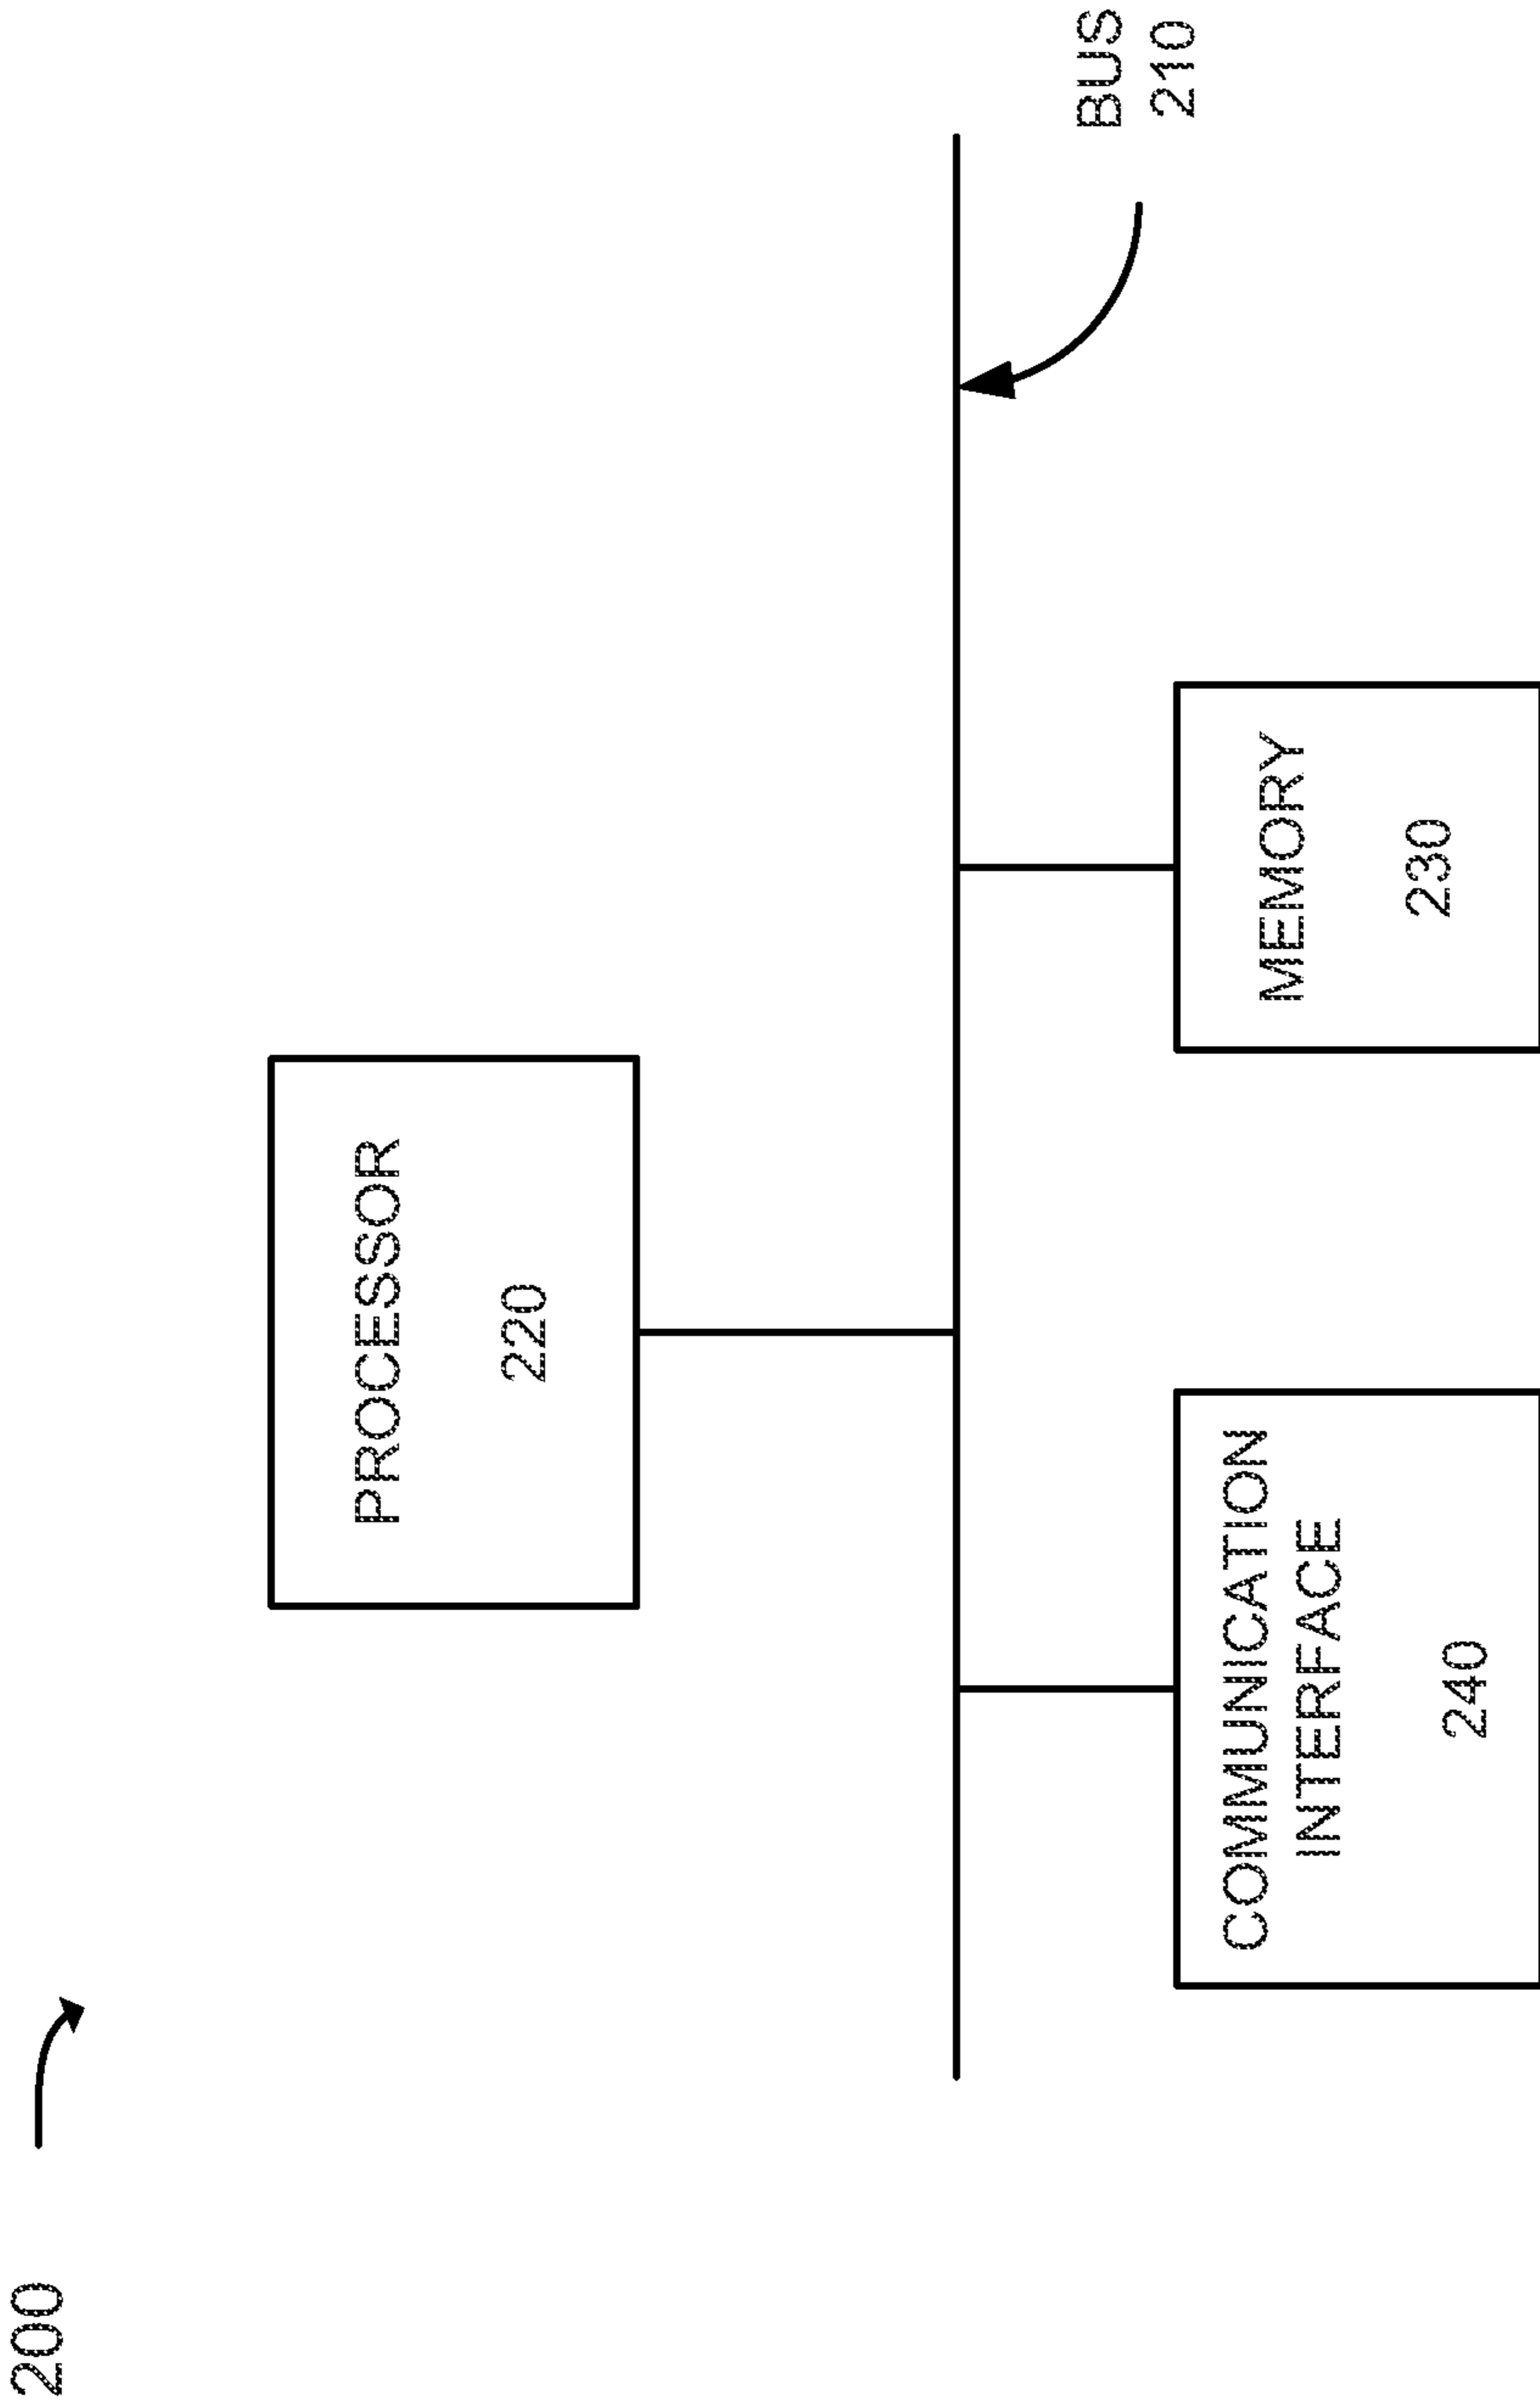 200
PROCESSOR
220
BUS
210
COMMUNICATION
INTERFACE
240
MEMORY
230